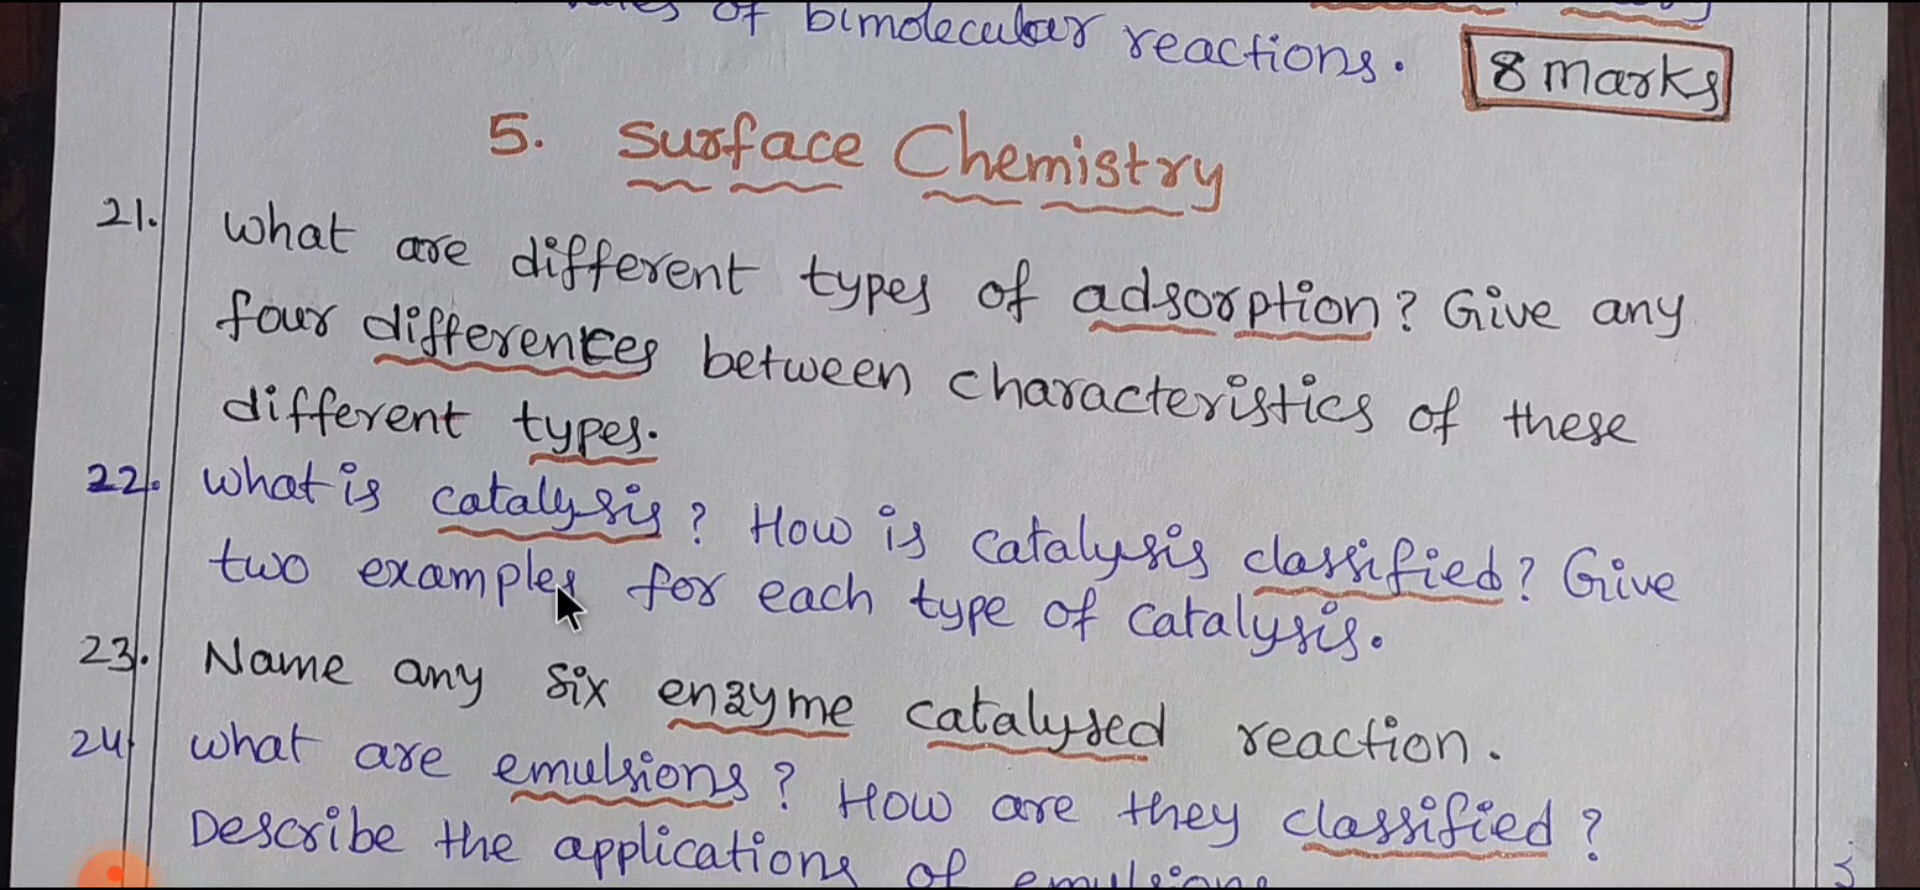 of bimolecular reactions.
8 marks
5. Surface Chemistry
21. What are different types of adsorption? Give any
four differences between characteristics of these
different types.
22. What is catalysis? How is catalysis classified? Give
two examples for each type of catalysis.
23. Name any six enzyme catalysed reaction.
24 What are emulsions? How are they classified?
Describe the applications of emulsions